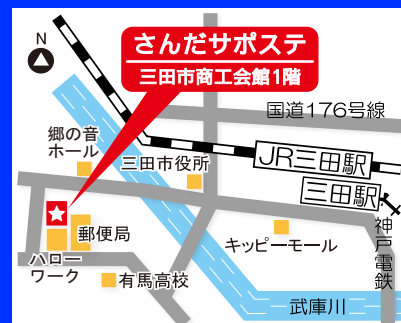 N
さんだサポステ
三田市商工会館1階
国道176号線
郷の音
ホール
三田市役所
JR三田駅
三田駅
神戸電鉄
郵便局
キッピーモール
ハロー
ワーク
有馬高校
武庫川